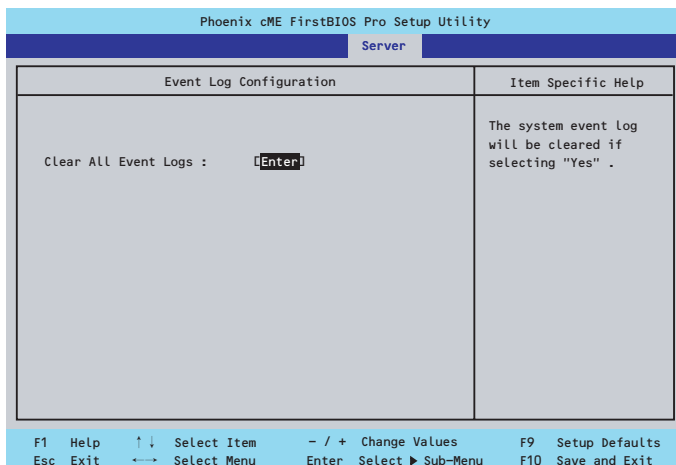 Phoenix cME FirstBIOS Pro Setup Utility
Server
Event Log Configuration
Item Specific Help
Clear All Event Logs : [Enter]
The system event log
will be cleared if
selecting "Yes" .
F1 Help ↑↓ Select Item - / + Change Values F9 Setup Defaults
Esc Exit ←→ Select Menu Enter Select ▶ Sub-Menu F10 Save and Exit